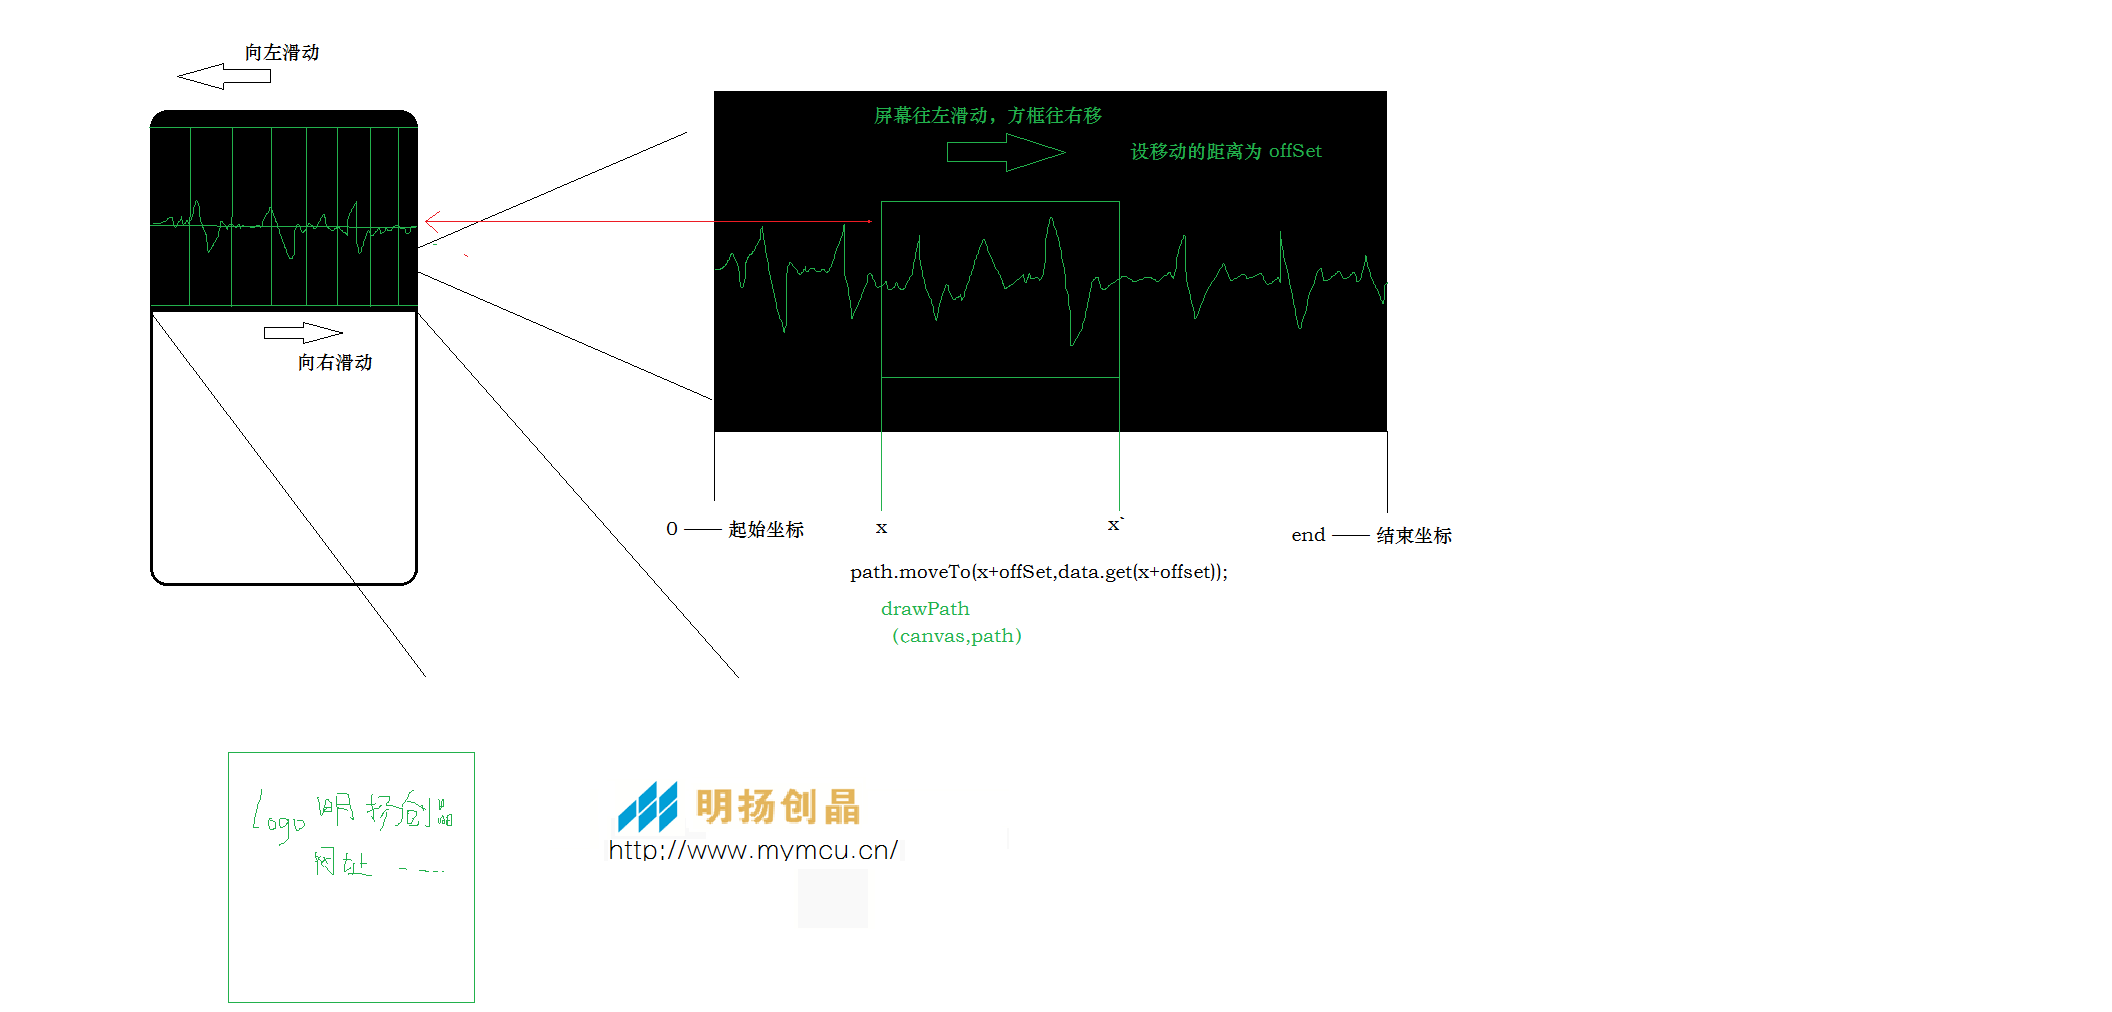 向左滑动
屏幕往左滑动，方框往右移
设移动的距离为 offSet
向右滑动
0 —— 起始坐标
x
x`
end —— 结束坐标
path.moveTo(x+offSet,data.get(x+offset));
drawPath
(canvas,path)
logo 明扬创晶
网址 -----
明扬创晶
http://www.mymcu.cn/